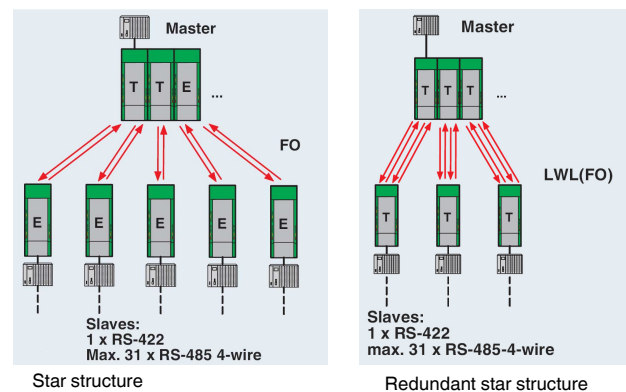 Master
T T E ...
FO
E E E E E
Slaves:
1 x RS-422
Max. 31 x RS-485 4-wire
Star structure
Master
T T T ...
LWL(FO)
T T T
Slaves:
1 x RS-422
max. 31 x RS-485-4-wire
Redundant star structure